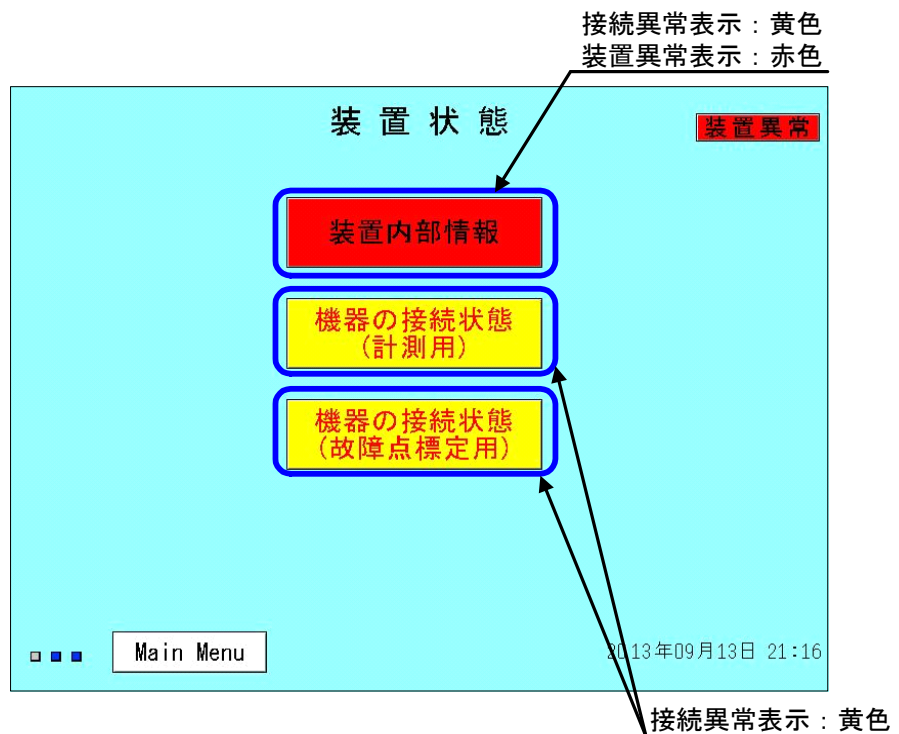 接続異常表示：黄色
装置異常表示：赤色
装置状態
装置異常
装置内部情報
機器の接続状態
(計測用)
機器の接続状態
(故障点標定用)
Main Menu
2013年09月13日 21:16
接続異常表示：黄色